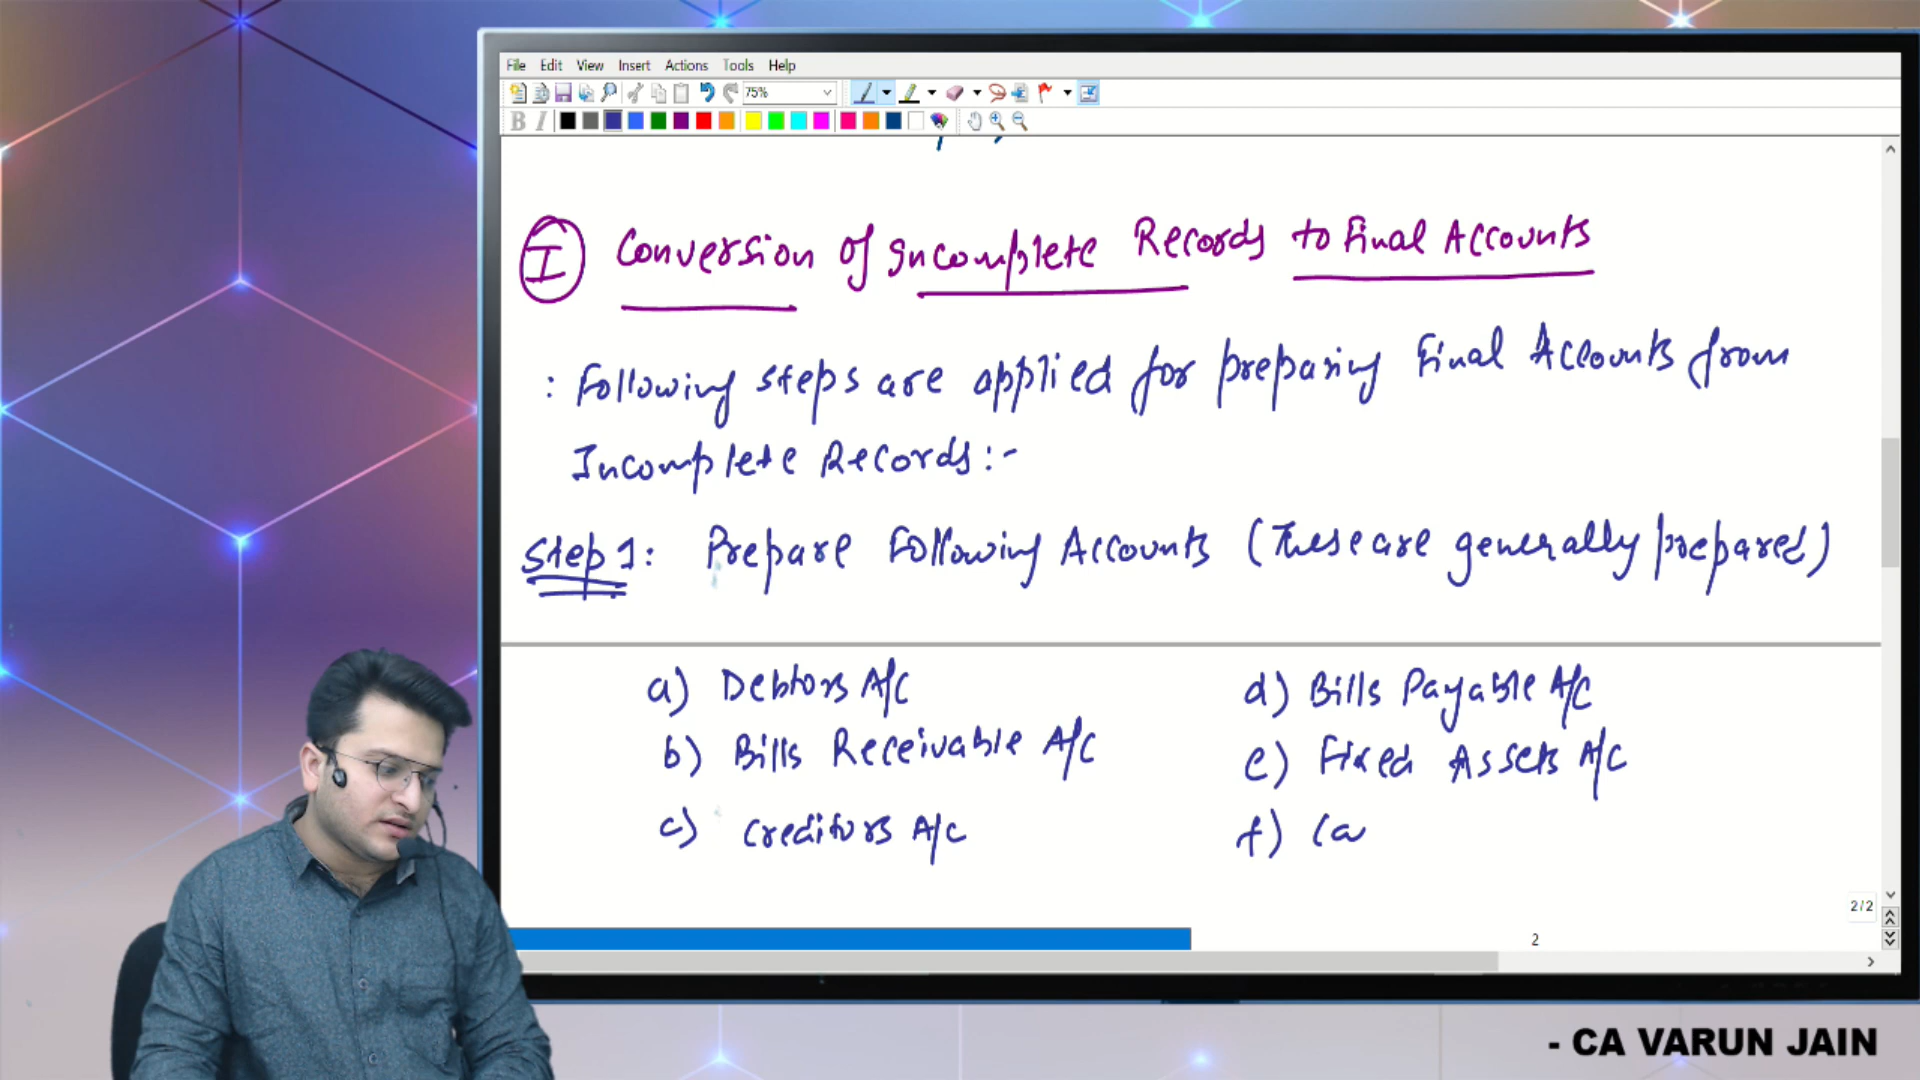 File Edit View Insert Actions Tools Help
75%
B I
I Conversion of Incomplete Records to Final Accounts
: Following steps are applied for preparing Final Accounts from
Incomplete Records :-
Step 1: Prepare Following Accounts (These are generally prepared)
a) Debtors A/c
b) Bills Receivable A/c
c) Creditors A/c
d) Bills Payable A/c
e) Fixed Assets A/c
f) Ca
2/2
2
- CA VARUN JAIN